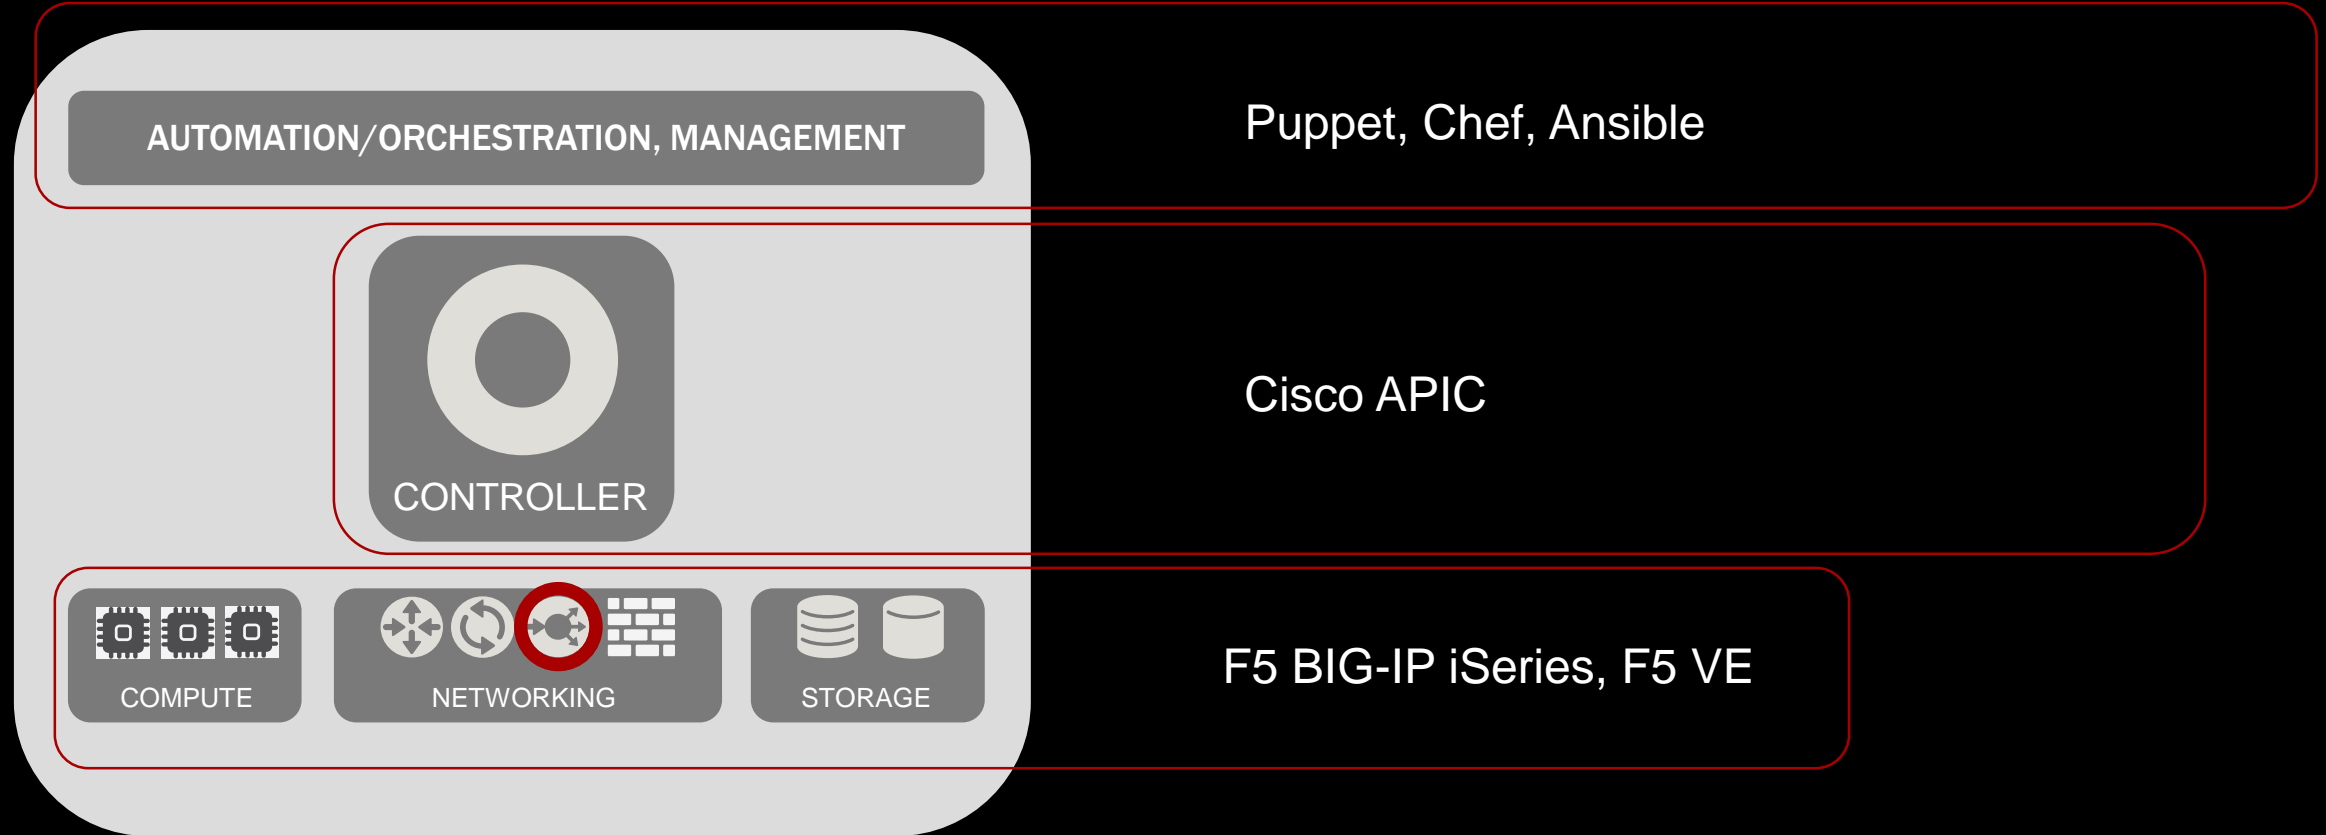 AUTOMATION/ORCHESTRATION, MANAGEMENT
Puppet, Chef, Ansible
CONTROLLER
Cisco APIC
COMPUTE
NETWORKING
STORAGE
F5 BIG-IP iSeries, F5 VE